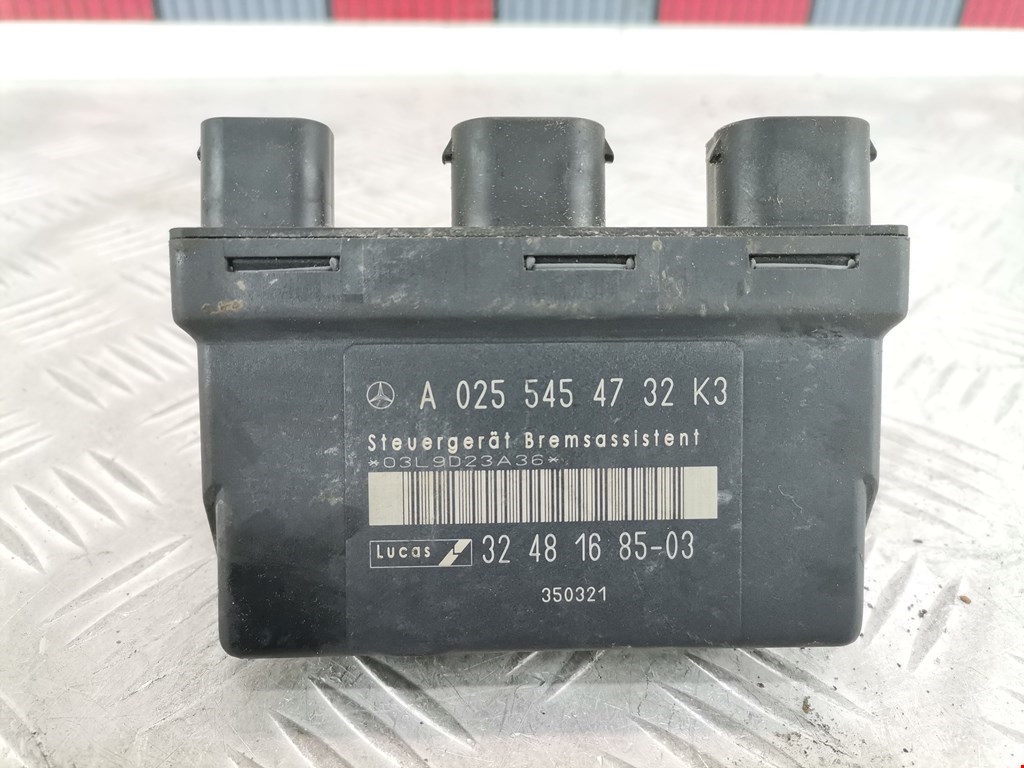 A 025 545 47 32 K3
Steuergerät Bremsassistent
*03L9D23A36*
Lucas 32 48 16 85-03
350321